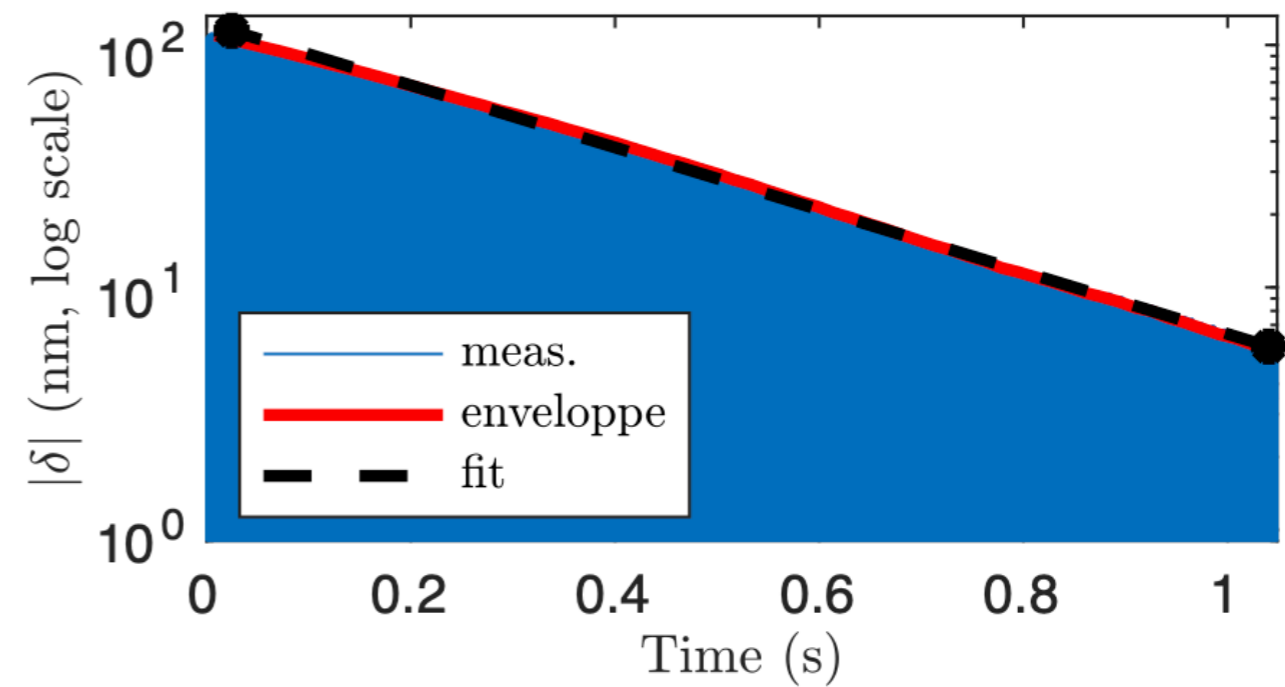 |δ| (nm, log scale)
10^2
10^1
10^0
meas.
enveloppe
fit
0 0.2 0.4 0.6 0.8 1
Time (s)